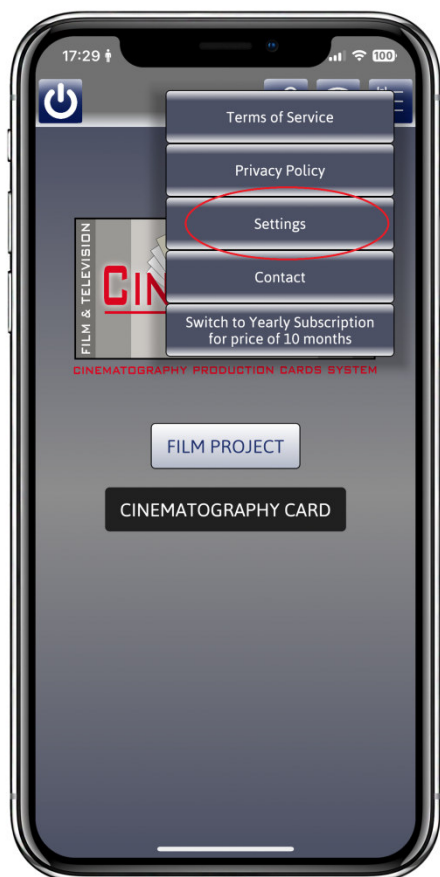 17:29
100
Terms of Service
Privacy Policy
Settings
Contact
Switch to Yearly Subscription
for price of 10 months
FILM & TELEVISION
CIN
CINEMATOGRAPHY PRODUCTION CARDS SYSTEM
FILM PROJECT
CINEMATOGRAPHY CARD